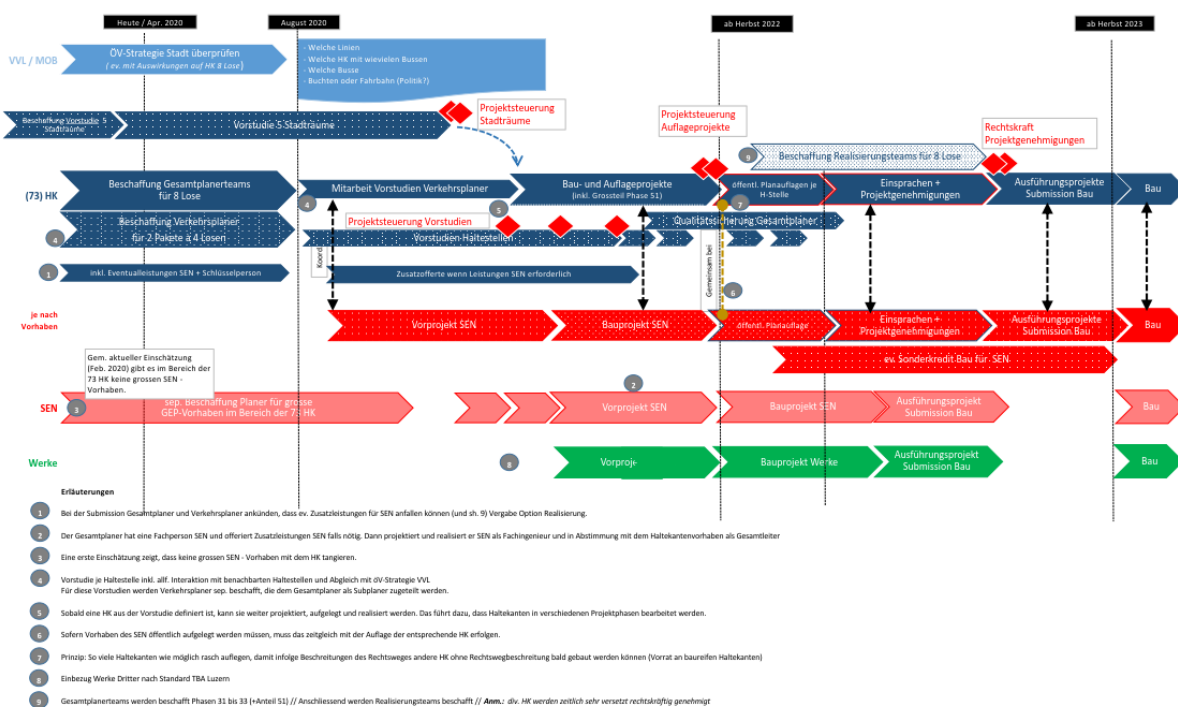 Heute / Apr. 2020
August 2020
ab Herbst 2022
ab Herbst 2023
VVL / MOB
ÖV-Strategie Stadt überprüfen
( ev. mit Auswirkungen auf HK 8 Lose)
- Welche Linien
- Welche HK mit wievielen Bussen
- Welche Busse
- Buchten oder Fahrbahn (Politik?)
Beschaffung Vorstudie 5
Stadträume
Vorstudie 5 Stadträume
Projektsteuerung
Stadträume
Projektsteuerung
Auflageprojekte
Rechtskraft
Projektgenehmigungen
9
Beschaffung Realisierungsteams für 8 Lose
(73) HK
Beschaffung Gesamtplanerteams
für 8 Lose
Mitarbeit Vorstudien Verkehrsplaner
Bau- und Auflageprojekte
(inkl. Grossteil Phase 51)
öffentl. Planauflagen je
H-Stelle
Einsprachen +
Projektgenehmigungen
Ausführungsprojekte
Submission Bau
Bau
4
5
7
4
Beschaffung Verkehrsplaner
für 2 Pakete à 4 Losen
Projektsteuerung Vorstudien
Qualitätssicherung Gesamtplaner
Vorstudien Haltestellen
1
inkl. Eventualleistungen SEN + Schlüsselperson
Koord.
Zusatzofferte wenn Leistungen SEN erforderlich
Gemeinsam bei
6
je nach
Vorhaben
Vorprojekt SEN
Bauprojekt SEN
öffentl. Planauflage
Einsprachen +
Projektgenehmigungen
Ausführungsprojekte
Submission Bau
Bau
ev. Sonderkredit Bau für SEN
Gem. aktueller Einschätzung
(Feb. 2020) gibt es im Bereich der
73 HK keine grossen SEN -
Vorhaben.
2
SEN
3
sep. Beschaffung Planer für grosse
GEP-Vorhaben im Bereich der 73 HK
Vorprojekt SEN
Bauprojekt SEN
Ausführungsprojekt
Submission Bau
Bau
Werke
8
Vorproje
Bauprojekt Werke
Ausführungsprojekt
Submission Bau
Bau
Erläuterungen
1 Bei der Submission Gesamtplaner und Verkehrsplaner ankünden, dass ev. Zusatzleistungen für SEN anfallen können (und sh. 9) Vergabe Option Realisierung.
2 Der Gesamtplaner hat eine Fachperson SEN und offeriert Zusatzleistungen SEN falls nötig. Dann projektiert und realisiert er SEN als Fachingenieur und in Abstimmung mit dem Haltekantenvorhaben als Gesamtleiter
3 Eine erste Einschätzung zeigt, dass keine grossen SEN - Vorhaben mit dem HK tangieren.
4 Vorstudie je Haltestelle inkl. allf. Interaktion mit benachbarten Haltestellen und Abgleich mit öV-Strategie VVL
Für diese Vorstudien werden Verkehrsplaner sep. beschafft, die dem Gesamtplaner als Subplaner zugeteilt werden.
5 Sobald eine HK aus der Vorstudie definiert ist, kann sie weiter projektiert, aufgelegt und realisiert werden. Das führt dazu, dass Haltekanten in verschiedenen Projektphasen bearbeitet werden.
6 Sofern Vorhaben des SEN öffentlich aufgelegt werden müssen, muss das zeitgleich mit der Auflage der entsprechende HK erfolgen.
7 Prinzip: So viele Haltekanten wie möglich rasch auflegen, damit infolge Beschreitungen des Rechtsweges andere HK ohne Rechtswegbeschreitung bald gebaut werden können (Vorrat an baureifen Haltekanten)
8 Einbezug Werke Dritter nach Standard TBA Luzern
9 Gesamtplanerteams werden beschafft Phasen 31 bis 33 (+Anteil 51) // Anschliessend werden Realisierungsteams beschafft // Anm.: div. HK werden zeitlich sehr versetzt rechtskräftig genehmigt